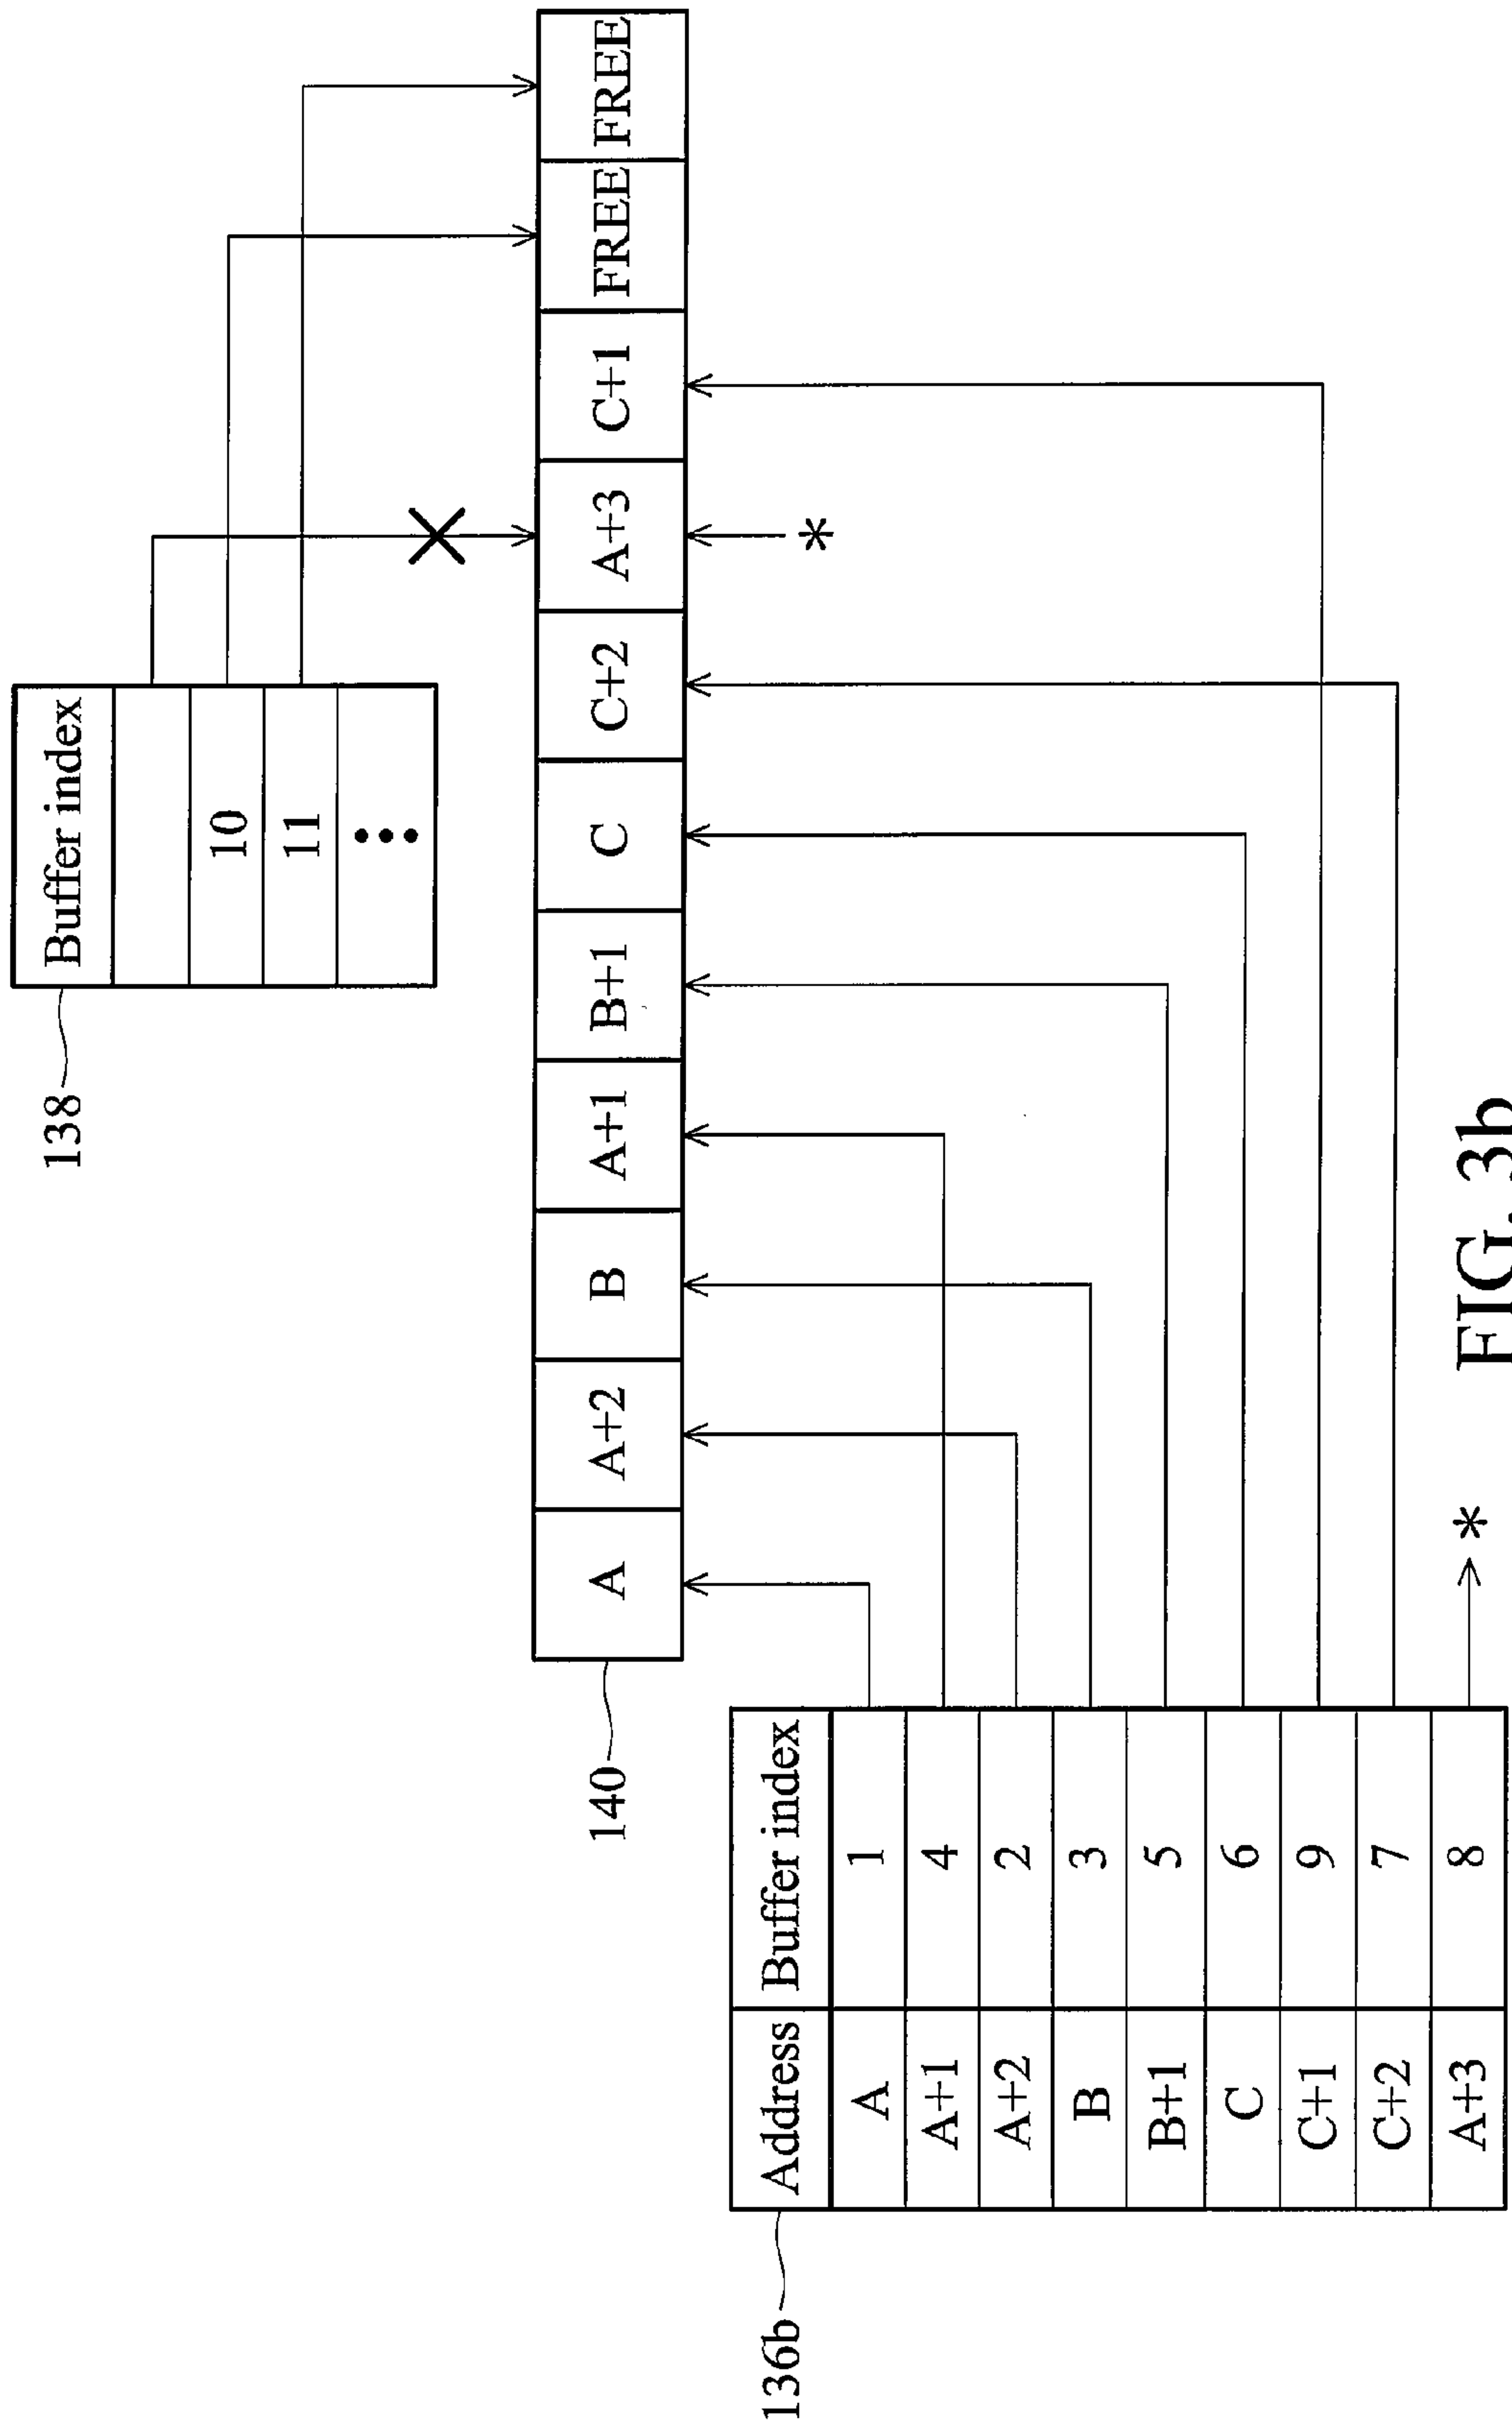 138
Buffer index
10
11
140
A A+2 B A+1 B+1 C C+2 A+3 C+1 FREE FREE
*
136b
Address Buffer index
A 1
A+1 4
A+2 2
B 3
B+1 5
C 6
C+1 9
C+2 7
A+3 8
*
FIG. 3b